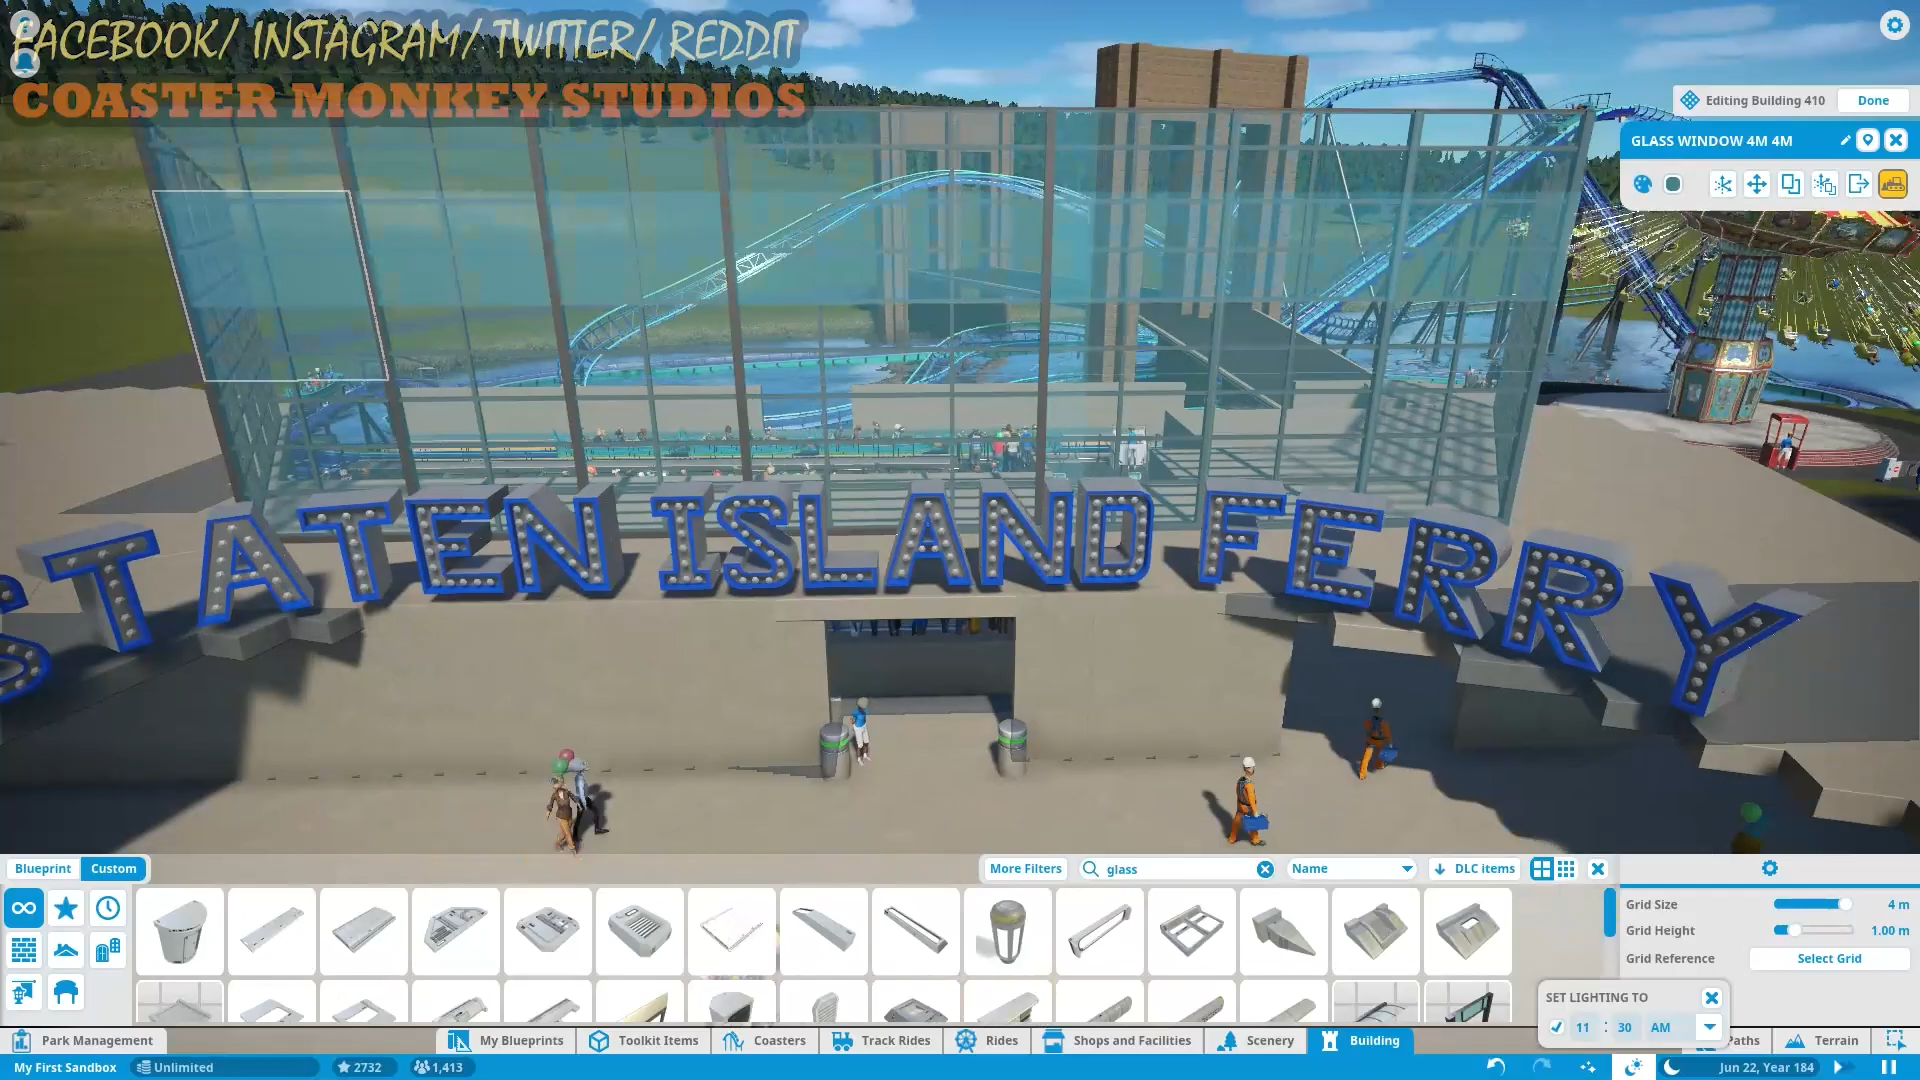 FACEBOOK/ INSTAGRAM/ TWITTER/ REDDIT
COASTER MONKEY STUDIOS
Editing Building 410
Done
GLASS WINDOW 4M 4M
STATEN ISLAND FERRY
Blueprint
Custom
More Filters
glass
Name
DLC items
Grid Size
4 m
Grid Height
1.00 m
Grid Reference
Select Grid
SET LIGHTING TO
11 : 30 AM
Park Management
My Blueprints
Toolkit Items
Coasters
Track Rides
Rides
Shops and Facilities
Scenery
Building
Paths
Terrain
My First Sandbox
Unlimited
2732
1,413
Jun 22, Year 184